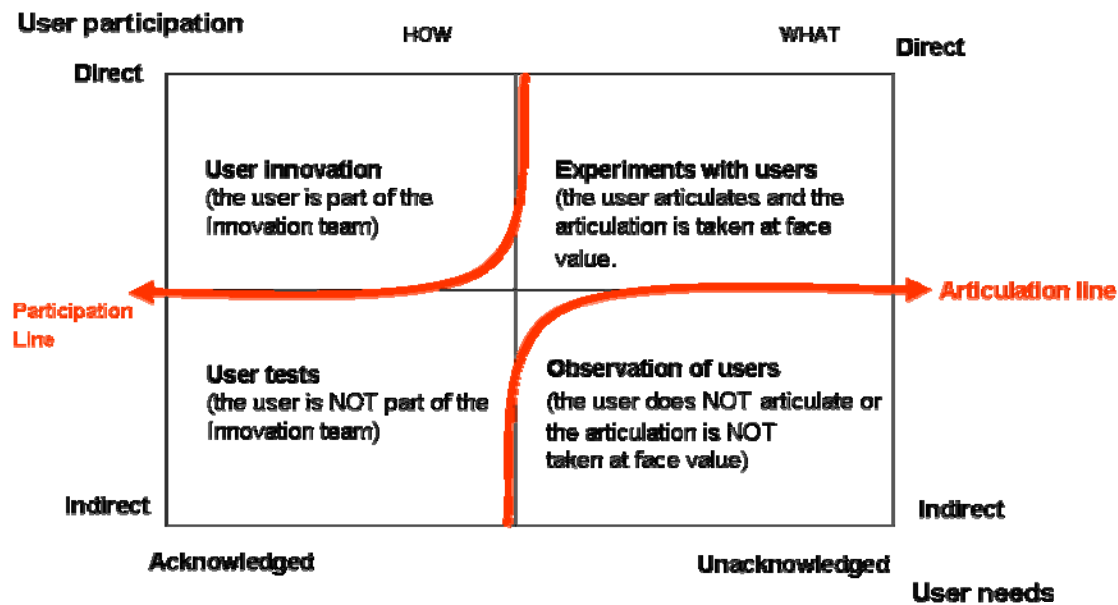 User participation
HOW
WHAT
Direct
Direct
User innovation
(the user is part of the
innovation team)
Experiments with users
(the user articulates and the
articulation is taken at face
value.
Participation
Line
Articulation line
User tests
(the user is NOT part of the
innovation team)
Observation of users
(the user does NOT articulate or
the articulation is NOT
taken at face value)
Indirect
Indirect
Acknowledged
Unacknowledged
User needs